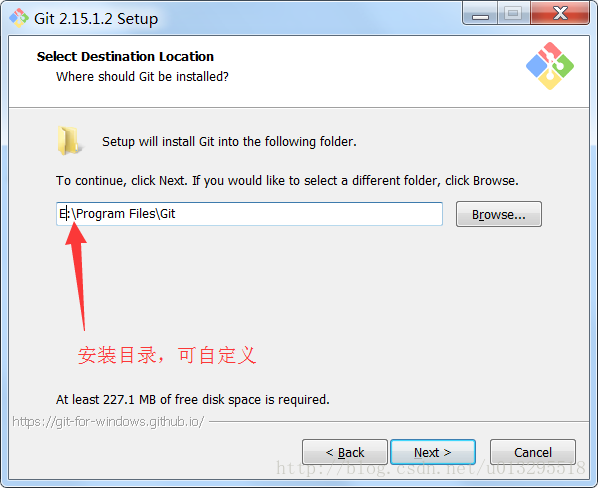 Git 2.15.1.2 Setup
Select Destination Location
Where should Git be installed?
Setup will install Git into the following folder.
To continue, click Next. If you would like to select a different folder, click Browse.
E:\Program Files\Git
Browse...
安装目录，可自定义
At least 227.1 MB of free disk space is required.
https://git-for-windows.github.io/
< Back
Next >
Cancel
http://blog.csdn.net/u013295518